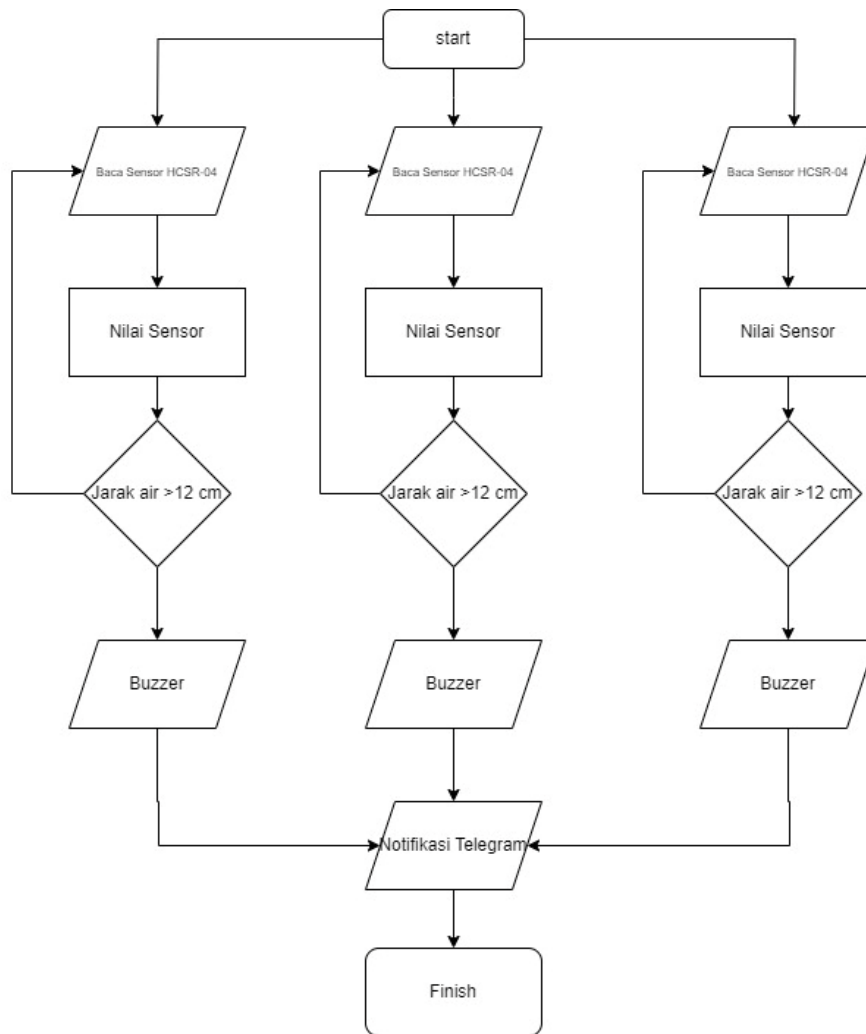 start
Baca Sensor HCSR-04
Baca Sensor HCSR-04
Baca Sensor HCSR-04
Nilai Sensor
Nilai Sensor
Nilai Sensor
Jarak air >12 cm
Jarak air >12 cm
Jarak air >12 cm
Buzzer
Buzzer
Buzzer
Notifikasi Telegram
Finish